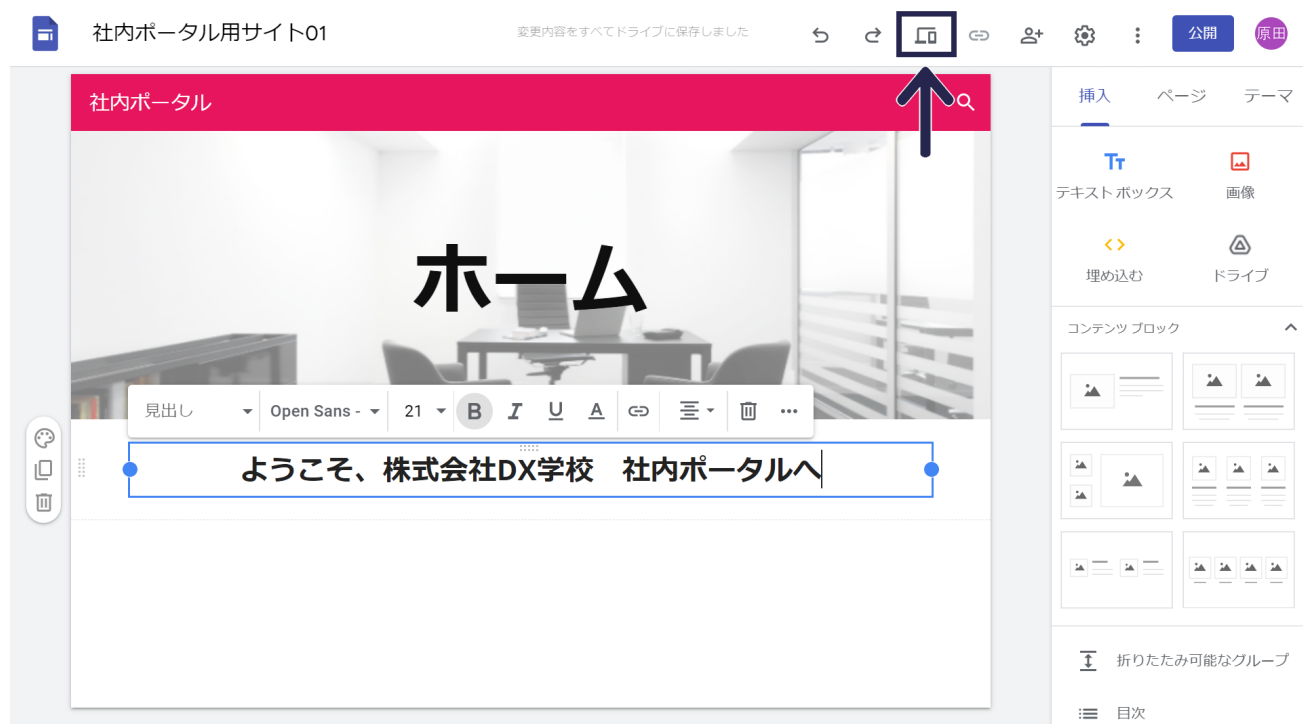 社内ポータル用サイト01
変更内容をすべてドライブに保存しました
公開
原田
社内ポータル
挿入 ページ テーマ
Tт
テキスト ボックス 画像
埋め込む ドライブ
ホーム
コンテンツ ブロック
見出し Open Sans - 21 B I U A
ようこそ、株式会社DX学校 社内ポータルへ
折りたたみ可能なグループ
目次